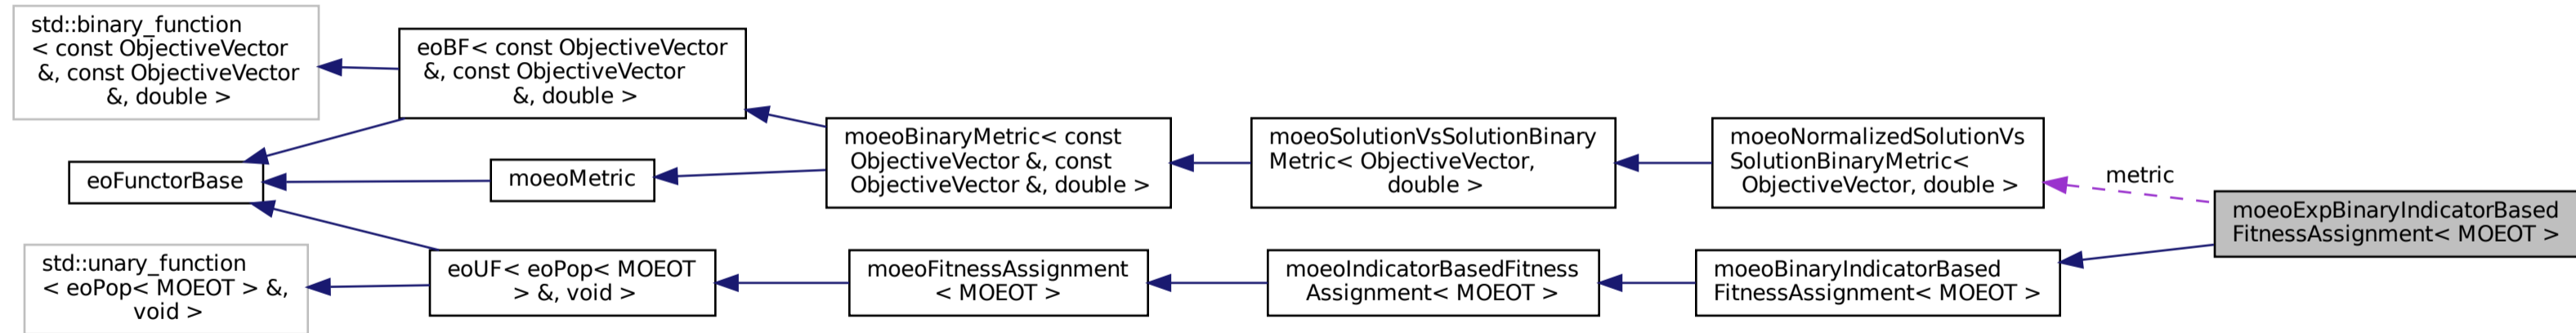 std::binary_function
< const ObjectiveVector
&, const ObjectiveVector
&, double >
eoBF< const ObjectiveVector
&, const ObjectiveVector
&, double >
eoFunctorBase
moeoMetric
moeoBinaryMetric< const
ObjectiveVector &, const
ObjectiveVector &, double >
moeoSolutionVsSolutionBinary
Metric< ObjectiveVector,
double >
moeoNormalizedSolutionVs
SolutionBinaryMetric<
ObjectiveVector, double >
metric
moeoExpBinaryIndicatorBased
FitnessAssignment< MOEOT >
std::unary_function
< eoPop< MOEOT > &,
void >
eoUF< eoPop< MOEOT
> &, void >
moeoFitnessAssignment
< MOEOT >
moeoIndicatorBasedFitness
Assignment< MOEOT >
moeoBinaryIndicatorBased
FitnessAssignment< MOEOT >